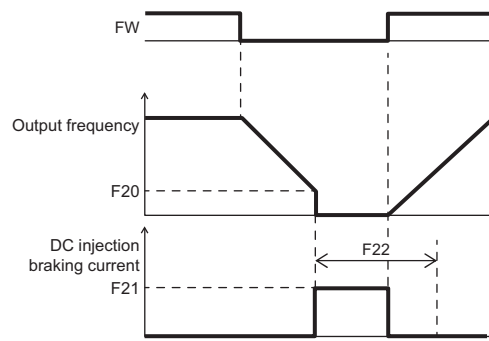 FW
Output frequency
F20
DC injection
braking current
F22
F21